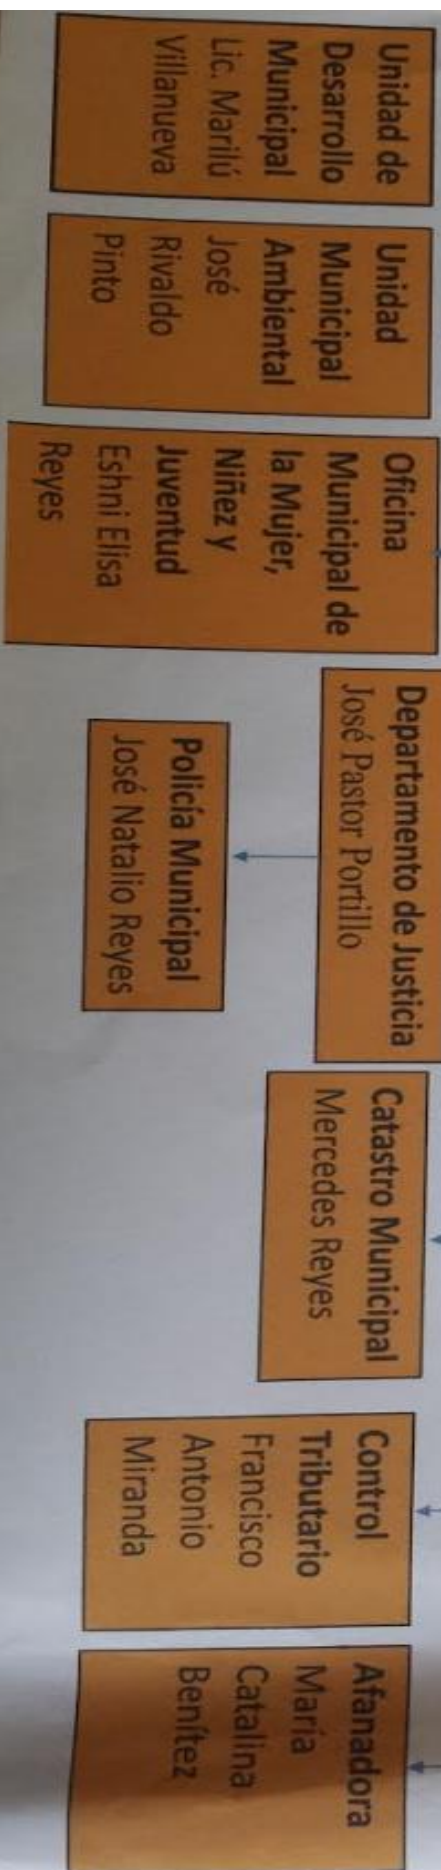 Unidad de
Desarrollo
Municipal
Lic. Marilú
Villanueva
Unidad
Municipal
Ambiental
José
Rivaldo
Pinto
Oficina
Municipal de
la Mujer,
Niñez y
Juventud
Eshni Elisa
Reyes
Departamento de Justicia
José Pastor Portillo
Policía Municipal
José Natalio Reyes
Catastro Municipal
Mercedes Reyes
Control
Tributario
Francisco
Antonio
Miranda
Afanadora
María
Catalina
Benítez